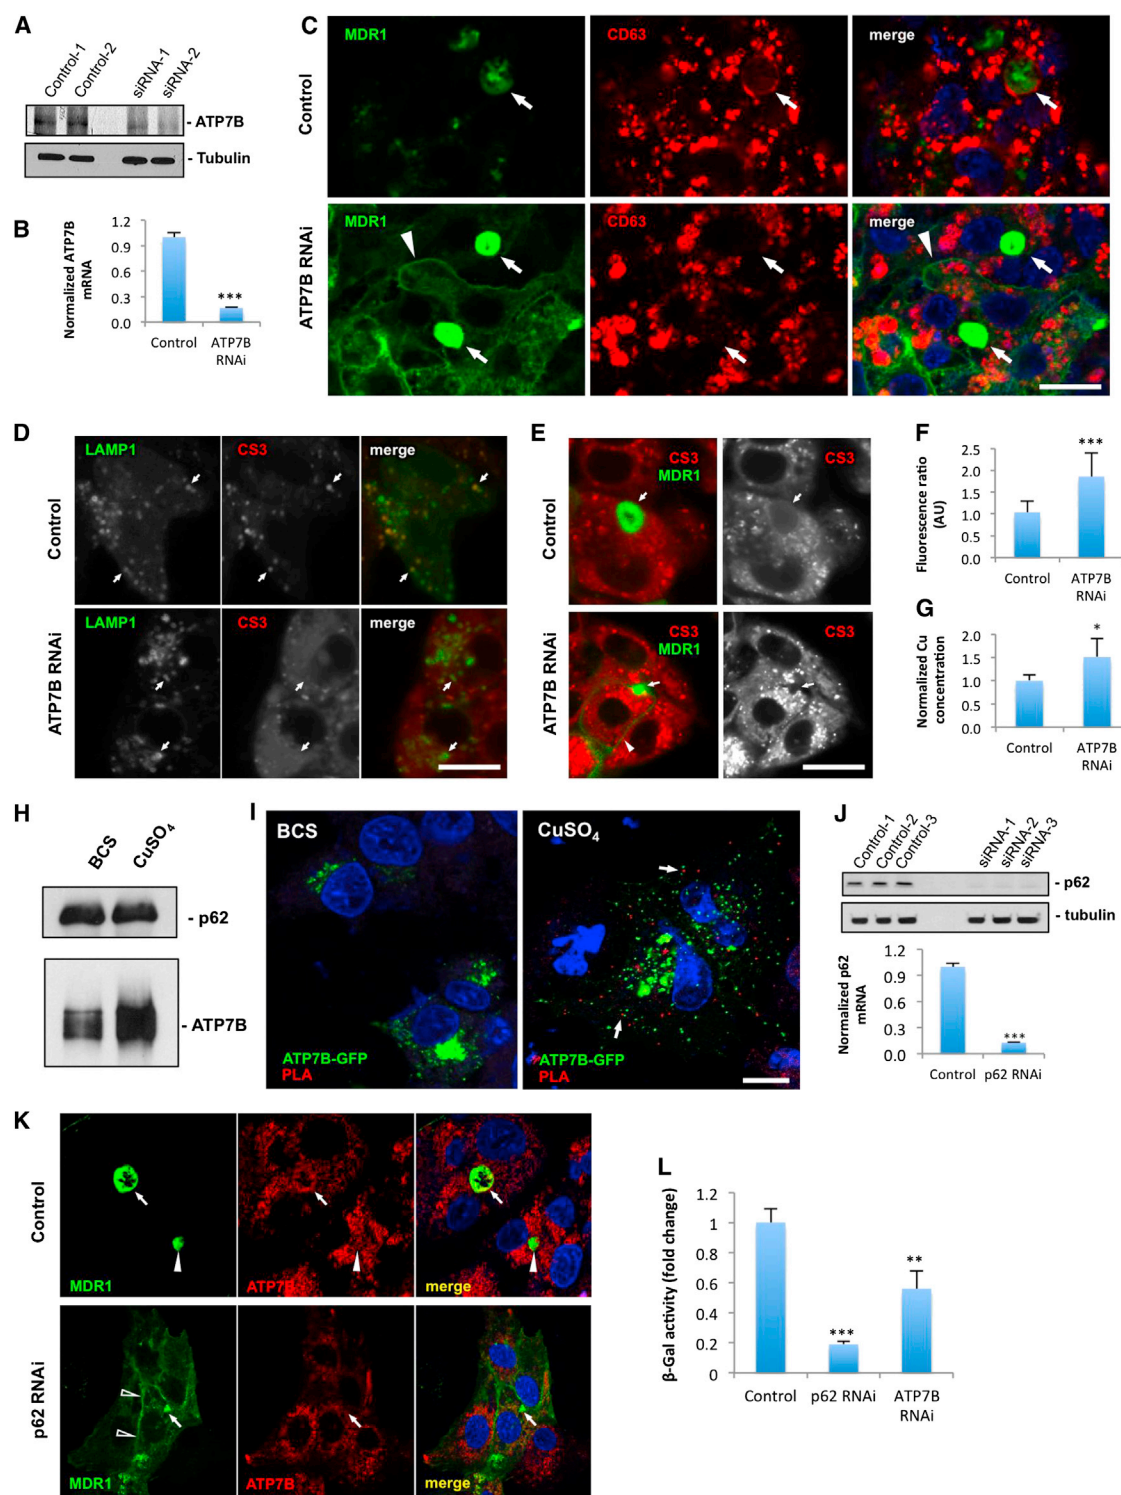 A
Control-1
Control-2
siRNA-1
siRNA-2
- ATP7B
- Tubulin
B
Normalized ATP7B
mRNA
1.2
0.9
0.6
0.3
0.0
***
Control
ATP7B
RNAi
C
Control
ATP7B RNAi
MDR1
CD63
merge
MDR1
CD63
merge
D
Control
ATP7B RNAi
LAMP1
CS3
merge
LAMP1
CS3
merge
E
Control
ATP7B RNAi
CS3
MDR1
CS3
CS3
MDR1
CS3
F
Fluorescence ratio
(AU)
2.5
2.0
1.5
1.0
0.5
0.0
***
Control
ATP7B
RNAi
G
Normalized Cu
concentration
2.0
1.5
1.0
0.5
0.0
*
Control
ATP7B
RNAi
H
BCS
CuSO₄
- p62
- ATP7B
I
BCS
ATP7B-GFP
PLA
CuSO₄
ATP7B-GFP
PLA
J
Control-1
Control-2
Control-3
siRNA-1
siRNA-2
siRNA-3
- p62
- tubulin
Normalized p62
mRNA
1.2
0.9
0.6
0.3
0.0
***
Control
p62 RNAi
K
Control
p62 RNAi
MDR1
ATP7B
merge
MDR1
ATP7B
merge
L
β-Gal activity (fold change)
1.2
1
0.8
0.6
0.4
0.2
0
***
**
Control
p62 RNAi
ATP7B
RNAi